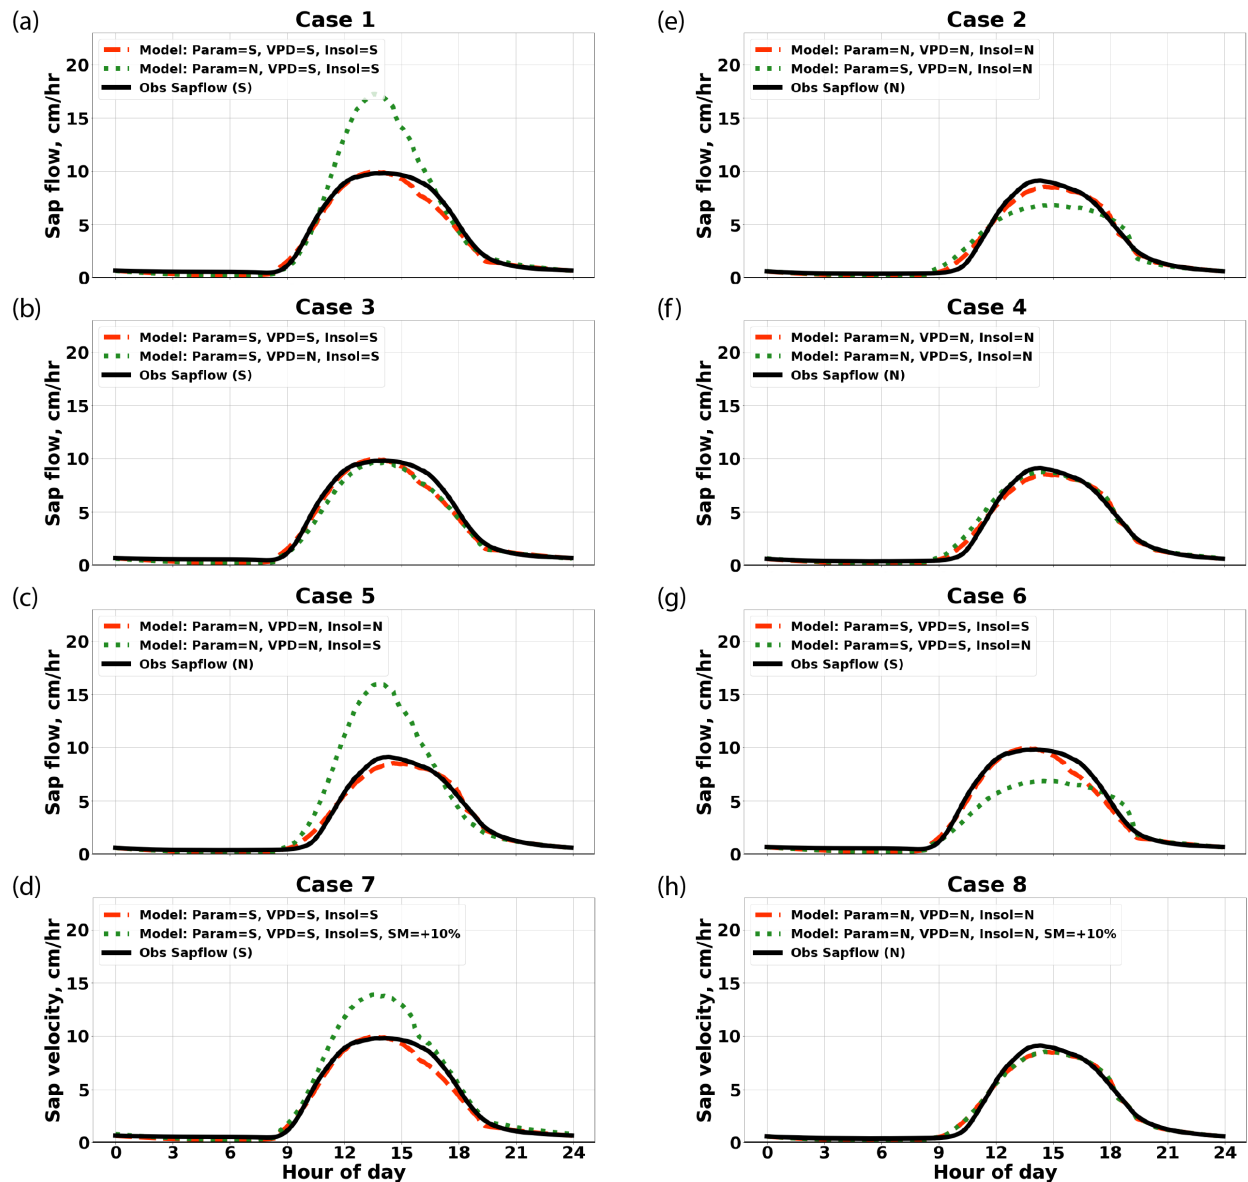 (a)
Case 1
Model: Param=S, VPD=S, Insol=S
Model: Param=N, VPD=S, Insol=S
Obs Sapflow (S)
Sap flow, cm/hr
20
15
10
5
0
(e)
Case 2
Model: Param=N, VPD=N, Insol=N
Model: Param=S, VPD=N, Insol=N
Obs Sapflow (N)
Sap flow, cm/hr
20
15
10
5
0
(b)
Case 3
Model: Param=S, VPD=S, Insol=S
Model: Param=S, VPD=N, Insol=S
Obs Sapflow (S)
Sap flow, cm/hr
20
15
10
5
0
(f)
Case 4
Model: Param=N, VPD=N, Insol=N
Model: Param=N, VPD=S, Insol=N
Obs Sapflow (N)
Sap flow, cm/hr
20
15
10
5
0
(c)
Case 5
Model: Param=N, VPD=N, Insol=N
Model: Param=N, VPD=N, Insol=S
Obs Sapflow (N)
Sap flow, cm/hr
20
15
10
5
0
(g)
Case 6
Model: Param=S, VPD=S, Insol=S
Model: Param=S, VPD=S, Insol=N
Obs Sapflow (S)
Sap flow, cm/hr
20
15
10
5
0
(d)
Case 7
Model: Param=S, VPD=S, Insol=S
Model: Param=S, VPD=S, Insol=S, SM=+10%
Obs Sapflow (S)
Sap velocity, cm/hr
20
15
10
5
0
0 3 6 9 12 15 18 21 24
Hour of day
(h)
Case 8
Model: Param=N, VPD=N, Insol=N
Model: Param=N, VPD=N, Insol=N, SM=+10%
Obs Sapflow (N)
Sap velocity, cm/hr
20
15
10
5
0
0 3 6 9 12 15 18 21 24
Hour of day